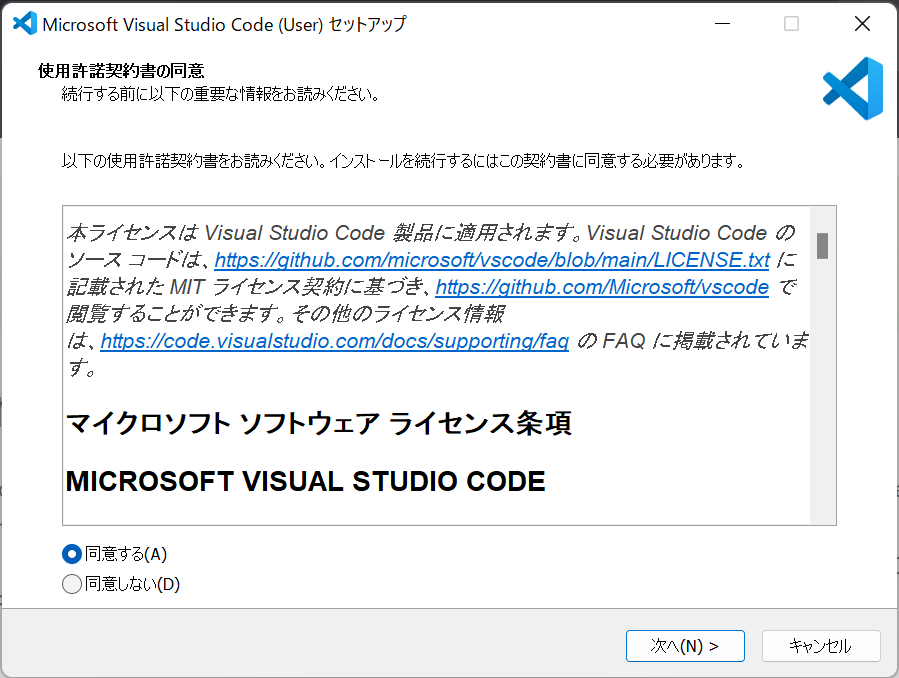 Microsoft Visual Studio Code (User) セットアップ
使用許諾契約書の同意
続行する前に以下の重要な情報をお読みください。
以下の使用許諾契約書をお読みください。インストールを続行するにはこの契約書に同意する必要があります。
本ライセンスは Visual Studio Code 製品に適用されます。Visual Studio Code の
ソース コードは、https://github.com/microsoft/vscode/blob/main/LICENSE.txt に
記載された MIT ライセンス契約に基づき、https://github.com/Microsoft/vscode で
閲覧することができます。その他のライセンス情報
は、https://code.visualstudio.com/docs/supporting/faq の FAQ に掲載されていま
す。
マイクロソフト ソフトウェア ライセンス条項
MICROSOFT VISUAL STUDIO CODE
同意する(A)
同意しない(D)
次へ(N) >
キャンセル